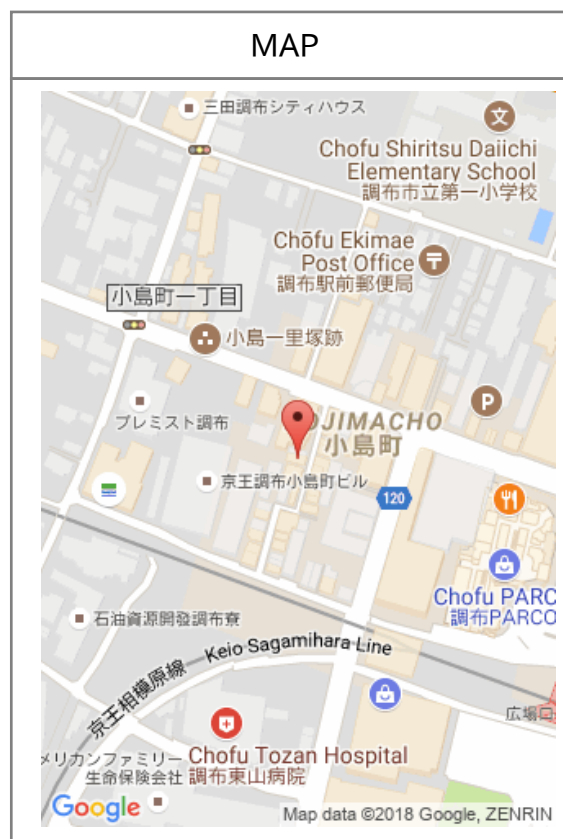 MAP
三田調布シティハウス
文
Chofu Shiritsu Daiichi
Elementary School
調布市立第一小学校
Chōfu Ekimae
Post Office
調布駅前郵便局
小島町一丁目
小島一里塚跡
P
プレミスト調布
OJIMACHO
小島町
京王調布小島町ビル
120
Chofu PARC
調布PARCO
石油資源開發調布寮
Keio Sagamihara Line
京王相模原線
広場口
メリカンファミリー
生命保険会社
Chofu Tozan Hospital
調布東山病院
Google
Map data ©2018 Google, ZENRIN